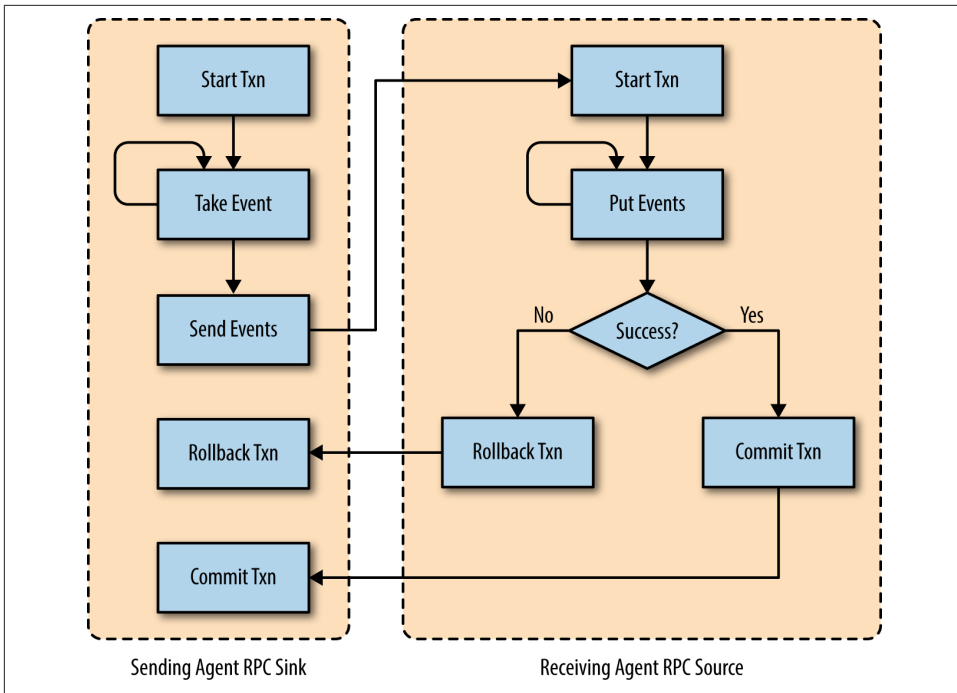 Start Txn
Take Event
Send Events
Rollback Txn
Commit Txn
Sending Agent RPC Sink
Start Txn
Put Events
Success?
No
Yes
Rollback Txn
Commit Txn
Receiving Agent RPC Source